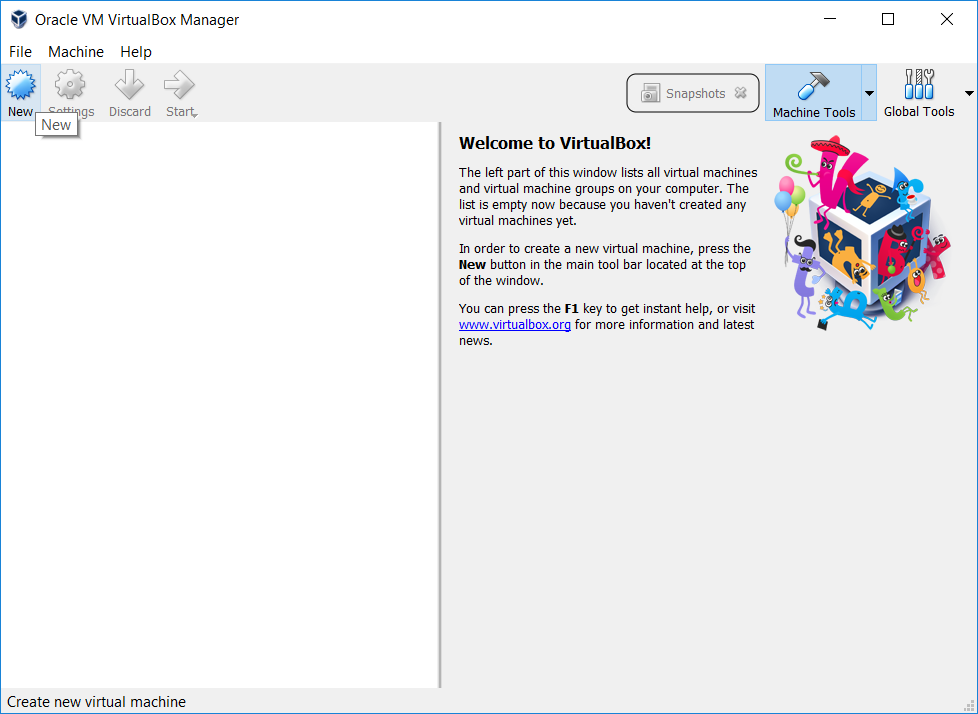 Oracle VM VirtualBox Manager
File Machine Help
New Settings Discard Start
New
Snapshots
Machine Tools
Global Tools
Welcome to VirtualBox!
The left part of this window lists all virtual machines
and virtual machine groups on your computer. The
list is empty now because you haven't created any
virtual machines yet.
In order to create a new virtual machine, press the
New button in the main tool bar located at the top
of the window.
You can press the F1 key to get instant help, or visit
www.virtualbox.org for more information and latest
news.
Create new virtual machine